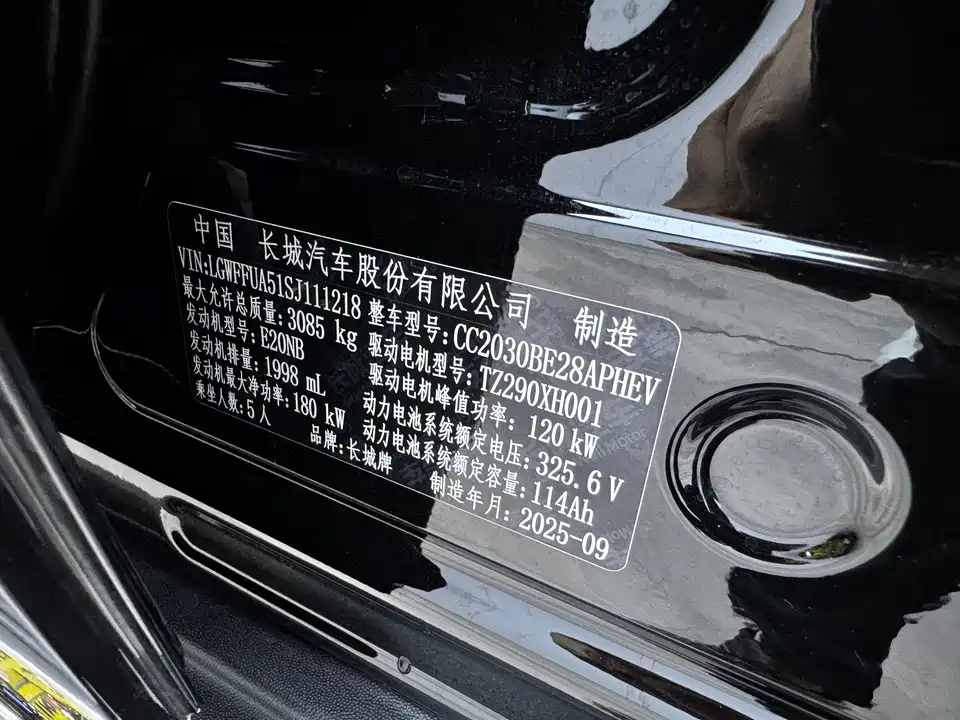 中国 长城汽车股份有限公司 制造
VIN:LGWFFUA51SJ111218 整车型号:CC2030BE28APHEV
最大允许总质量:3085 kg 驱动电机型号:TZ290XH001
发动机型号:E20NB 驱动电机峰值功率:120 kW
发动机排量:1998 mL 动力电池系统额定电压:325.6 V
发动机最大净功率:180 kW 动力电池系统额定容量:114Ah
乘坐人数:5人 品牌:长城牌 制造年月:2025-09